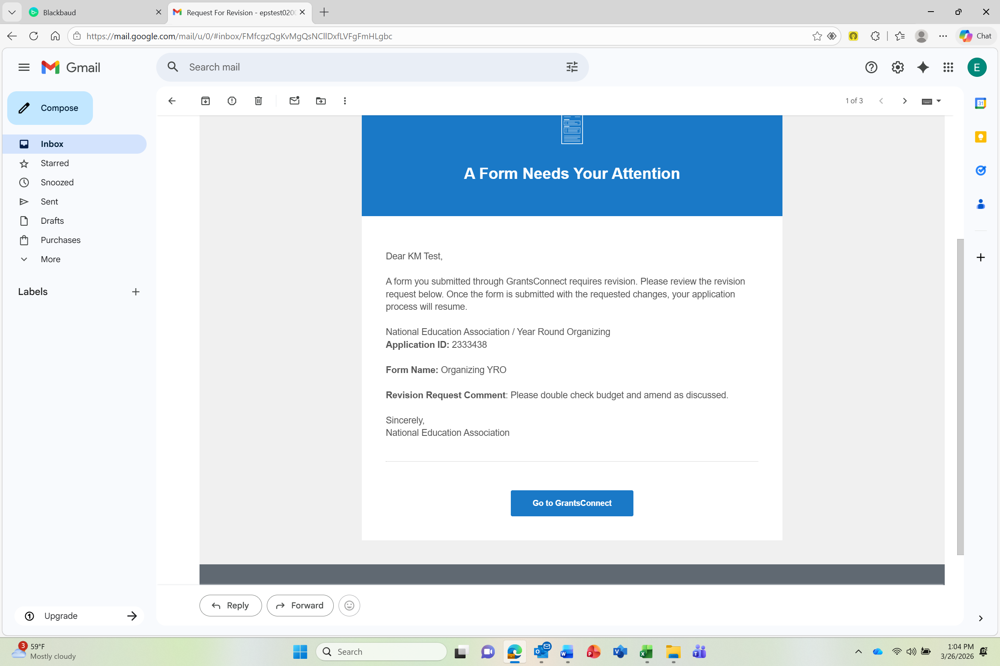 Blackbaud
Request For Revision - epstest020
https://mail.google.com/mail/u/0/#inbox/FMfcgzQgKvMgQsNCllDxfLVFgFmHLgbc
Chat
Gmail
Search mail
E
Compose
1 of 3
31
Inbox
Starred
Snoozed
Sent
Drafts
Purchases
More
Labels
A Form Needs Your Attention
Dear KM Test,
A form you submitted through GrantsConnect requires revision. Please review the revision
request below. Once the form is submitted with the requested changes, your application
process will resume.
National Education Association / Year Round Organizing
Application ID: 2333438
Form Name: Organizing YRO
Revision Request Comment: Please double check budget and amend as discussed.
Sincerely,
National Education Association
Go to GrantsConnect
Reply
Forward
Upgrade
3
59°F
Mostly cloudy
Search
1:04 PM
3/26/2026